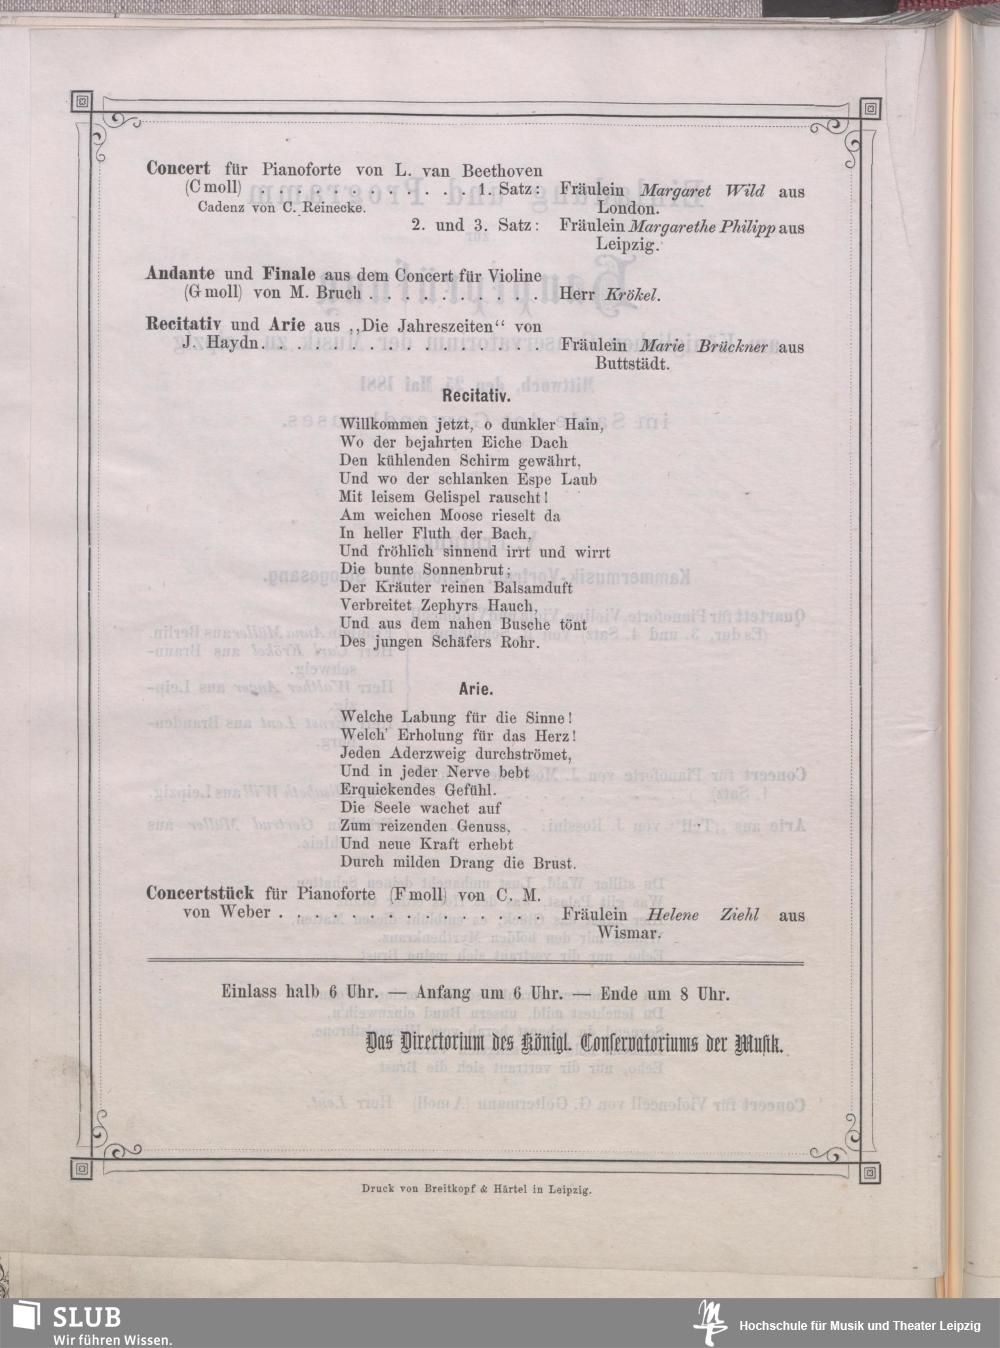 Concert für Pianoforte von L. van Beethoven
(C moll) . . . . . . . . . . . . 1. Satz: Fräulein Margaret Wild aus
Cadenz von C. Reinecke. London.
2. und 3. Satz: Fräulein Margarethe Philipp aus
Leipzig.
Andante und Finale aus dem Concert für Violine
(G moll) von M. Bruch . . . . . . . . . . Herr Krökel.
Recitativ und Arie aus ,,Die Jahreszeiten“ von
J. Haydn. . . . . . . . . . . . . . . . Fräulein Marie Brückner aus
Buttstädt.
Recitativ.
Willkommen jetzt, o dunkler Hain,
Wo der bejahrten Eiche Dach
Den kühlenden Schirm gewährt,
Und wo der schlanken Espe Laub
Mit leisem Gelispel rauscht!
Am weichen Moose rieselt da
In heller Fluth der Bach,
Und fröhlich sinnend irrt und wirrt
Die bunte Sonnenbrut;
Der Kräuter reinen Balsamduft
Verbreitet Zephyrs Hauch,
Und aus dem nahen Busche tönt
Des jungen Schäfers Rohr.
Arie.
Welche Labung für die Sinne!
Welch' Erholung für das Herz!
Jeden Aderzweig durchströmet,
Und in jeder Nerve bebt
Erquickendes Gefühl.
Die Seele wachet auf
Zum reizenden Genuss,
Und neue Kraft erhebt
Durch milden Drang die Brust.
Concertstück für Pianoforte (F moll) von C. M.
von Weber . . . . . . . . . . . . . . . Fräulein Helene Ziehl aus
Wismar.
Einlass halb 6 Uhr. — Anfang um 6 Uhr. — Ende um 8 Uhr.
Das Directorium des Königl. Conservatoriums der Musik.
Druck von Breitkopf & Härtel in Leipzig.
SLUB
Wir führen Wissen.
Hochschule für Musik und Theater Leipzig